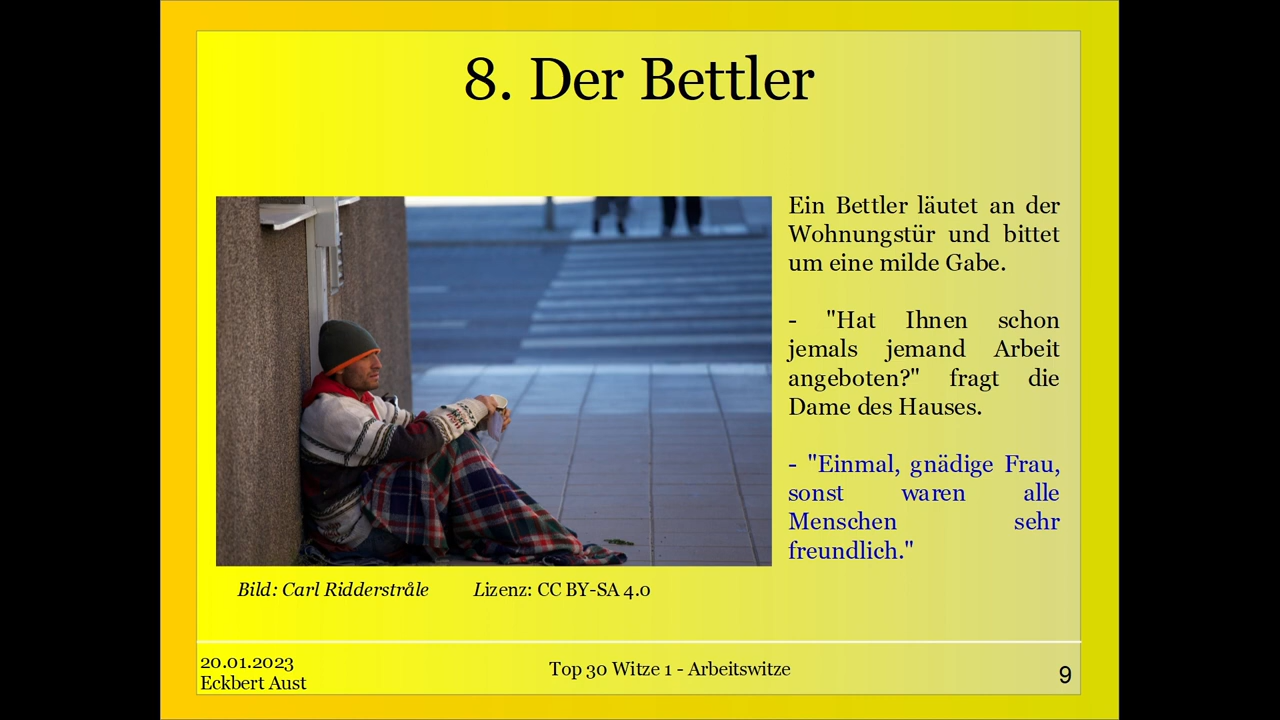 8. Der Bettler
Ein Bettler läutet an der
Wohnungstür und bittet
um eine milde Gabe.
- "Hat Ihnen schon
jemals jemand Arbeit
angeboten?" fragt die
Dame des Hauses.
- "Einmal, gnädige Frau,
sonst waren alle
Menschen sehr
freundlich."
Bild: Carl Ridderstråle Lizenz: CC BY-SA 4.0
20.01.2023
Eckbert Aust
Top 30 Witze 1 - Arbeitswitze
9